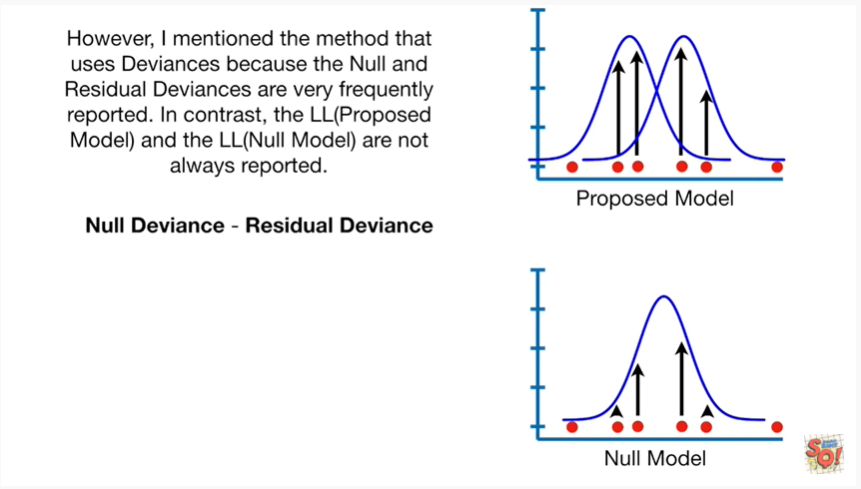 However, I mentioned the method that
uses Deviances because the Null and
Residual Deviances are very frequently
reported. In contrast, the LL(Proposed
Model) and the LL(Null Model) are not
always reported.
Null Deviance - Residual Deviance
Proposed Model
Null Model
SQ!